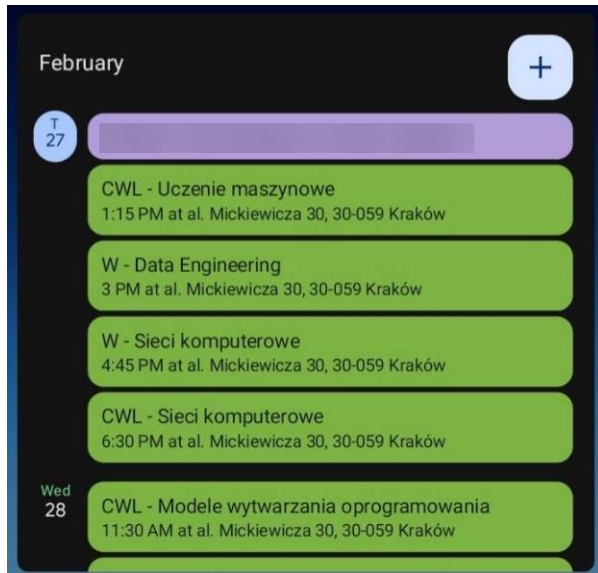 February
+
T
27
CWL - Uczenie maszynowe
1:15 PM at al. Mickiewicza 30, 30-059 Kraków
W - Data Engineering
3 PM at al. Mickiewicza 30, 30-059 Kraków
W - Sieci komputerowe
4:45 PM at al. Mickiewicza 30, 30-059 Kraków
CWL - Sieci komputerowe
6:30 PM at al. Mickiewicza 30, 30-059 Kraków
Wed
28
CWL - Modele wytwarzania oprogramowania
11:30 AM at al. Mickiewicza 30, 30-059 Kraków